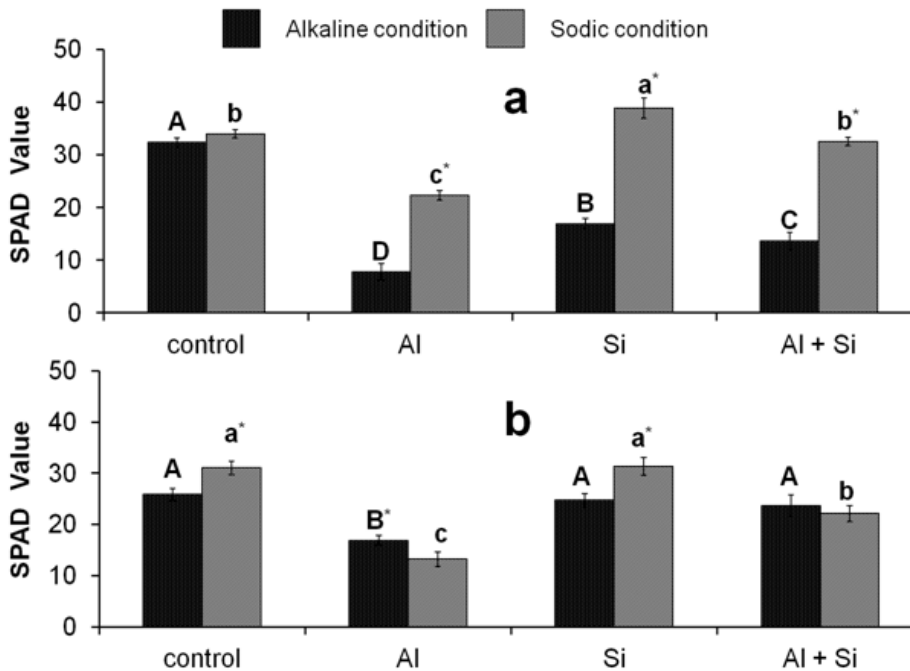 Alkaline condition Sodic condition
SPAD Value
50
40
30
20
10
0
a
A b
D c*
B a*
C b*
control Al Si Al + Si
SPAD Value
50
40
30
20
10
0
b
A a*
B* c
A a*
A b
control Al Si Al + Si